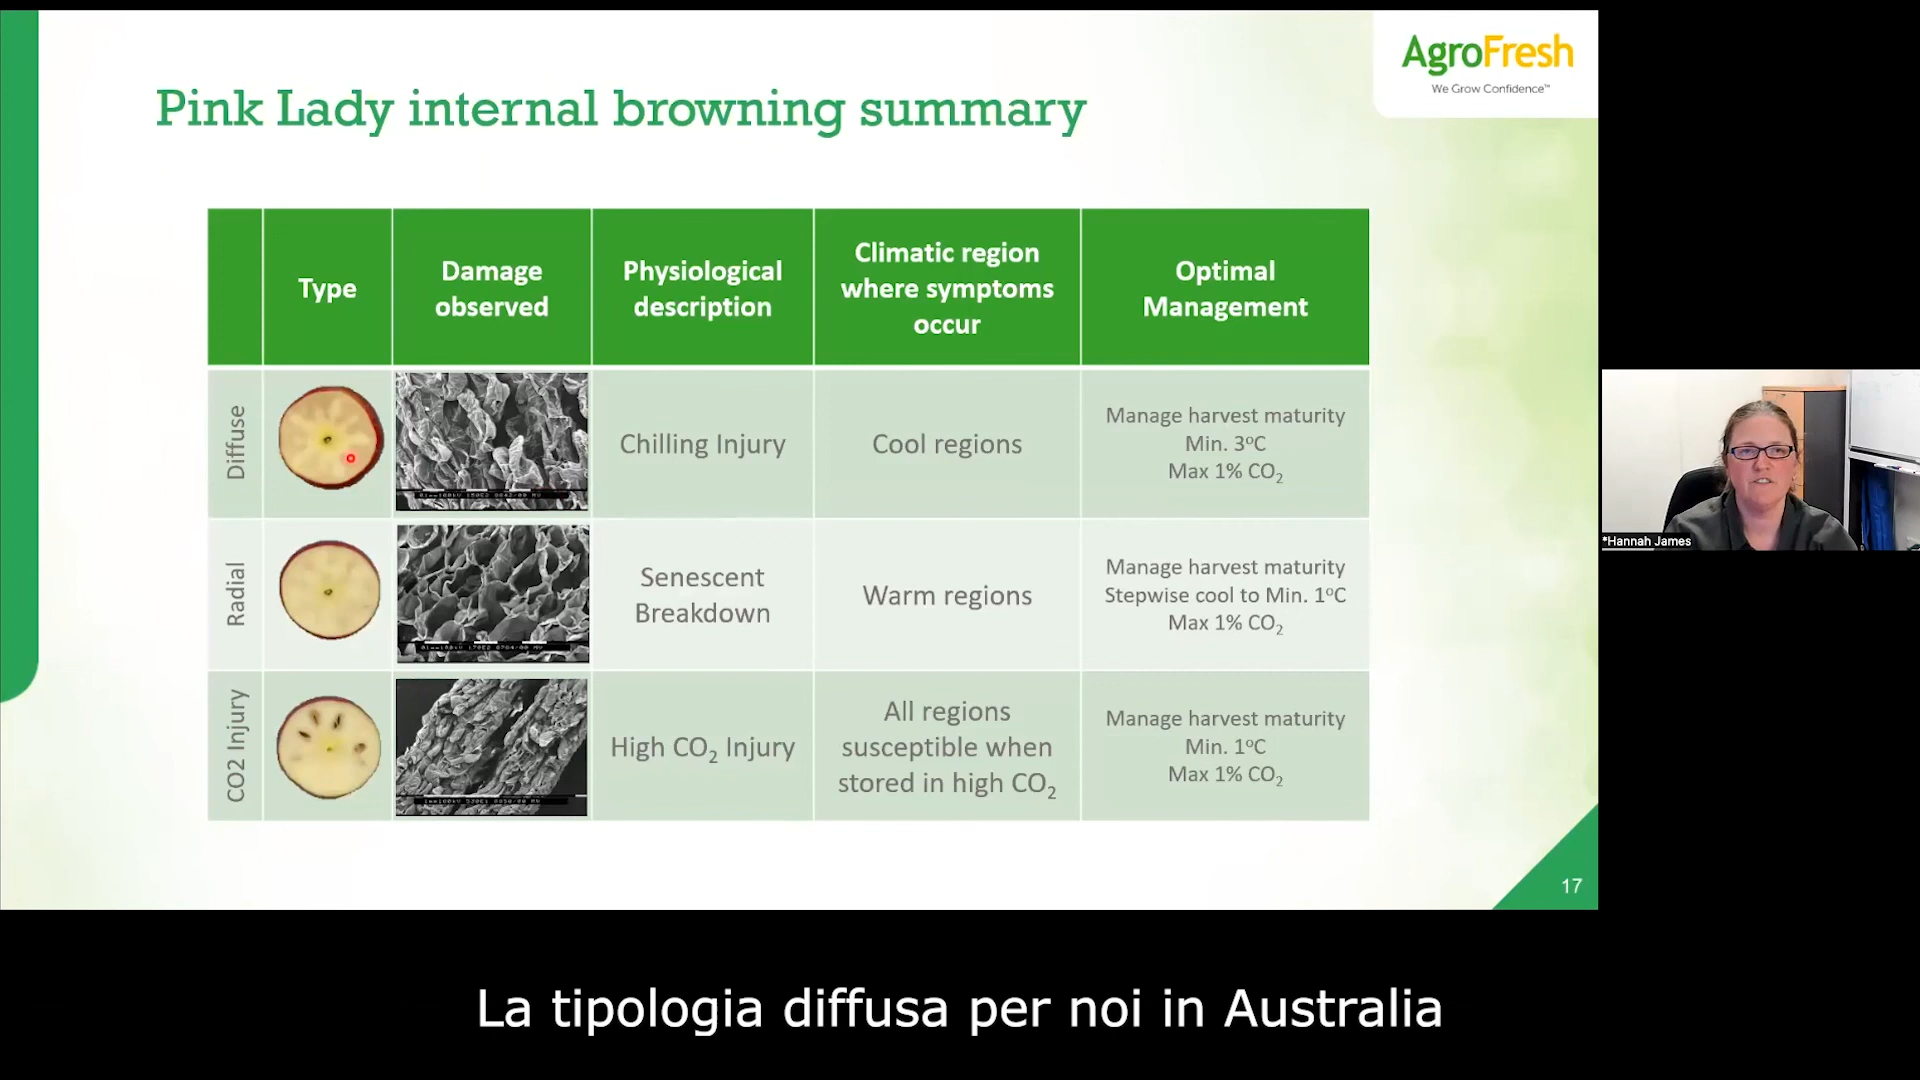 AgroFresh
We Grow Confidence™
Pink Lady internal browning summary
Type
Damage
observed
Physiological
description
Climatic region
where symptoms
occur
Optimal
Management
Diffuse
Chilling Injury
Cool regions
Manage harvest maturity
Min. 3°C
Max 1% CO₂
Radial
Senescent
Breakdown
Warm regions
Manage harvest maturity
Stepwise cool to Min. 1°C
Max 1% CO₂
CO2 Injury
High CO₂ Injury
All regions
susceptible when
stored in high CO₂
Manage harvest maturity
Min. 1°C
Max 1% CO₂
17
*Hannah James
La tipologia diffusa per noi in Australia